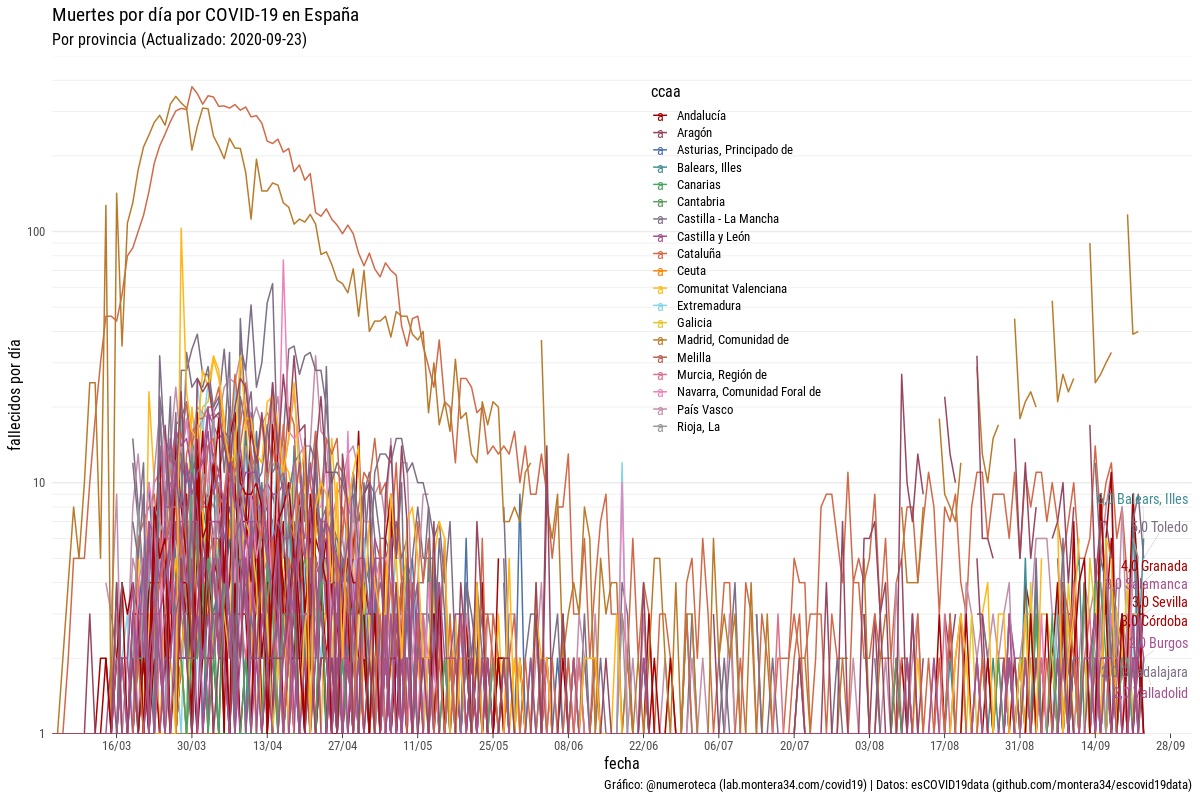 Muertes por día por COVID-19 en España
Por provincia (Actualizado: 2020-09-23)
ccaa
Andalucía
Aragón
Asturias, Principado de
Balears, Illes
Canarias
Cantabria
Castilla - La Mancha
Castilla y León
Cataluña
Ceuta
Comunitat Valenciana
Extremadura
Galicia
Madrid, Comunidad de
Melilla
Murcia, Región de
Navarra, Comunidad Foral de
País Vasco
Rioja, La
fallecidos por día
100
10
1
Balears, Illes
Toledo
4,0 Granada
Salamanca
3,0 Sevilla
3,0 Córdoba
Burgos
Guadalajara
Valladolid
16/03
30/03
13/04
27/04
11/05
25/05
08/06
22/06
06/07
20/07
03/08
17/08
31/08
14/09
28/09
fecha
Gráfico: @numeroteca (lab.montera34.com/covid19) | Datos: esCOVID19data (github.com/montera34/escovid19data)